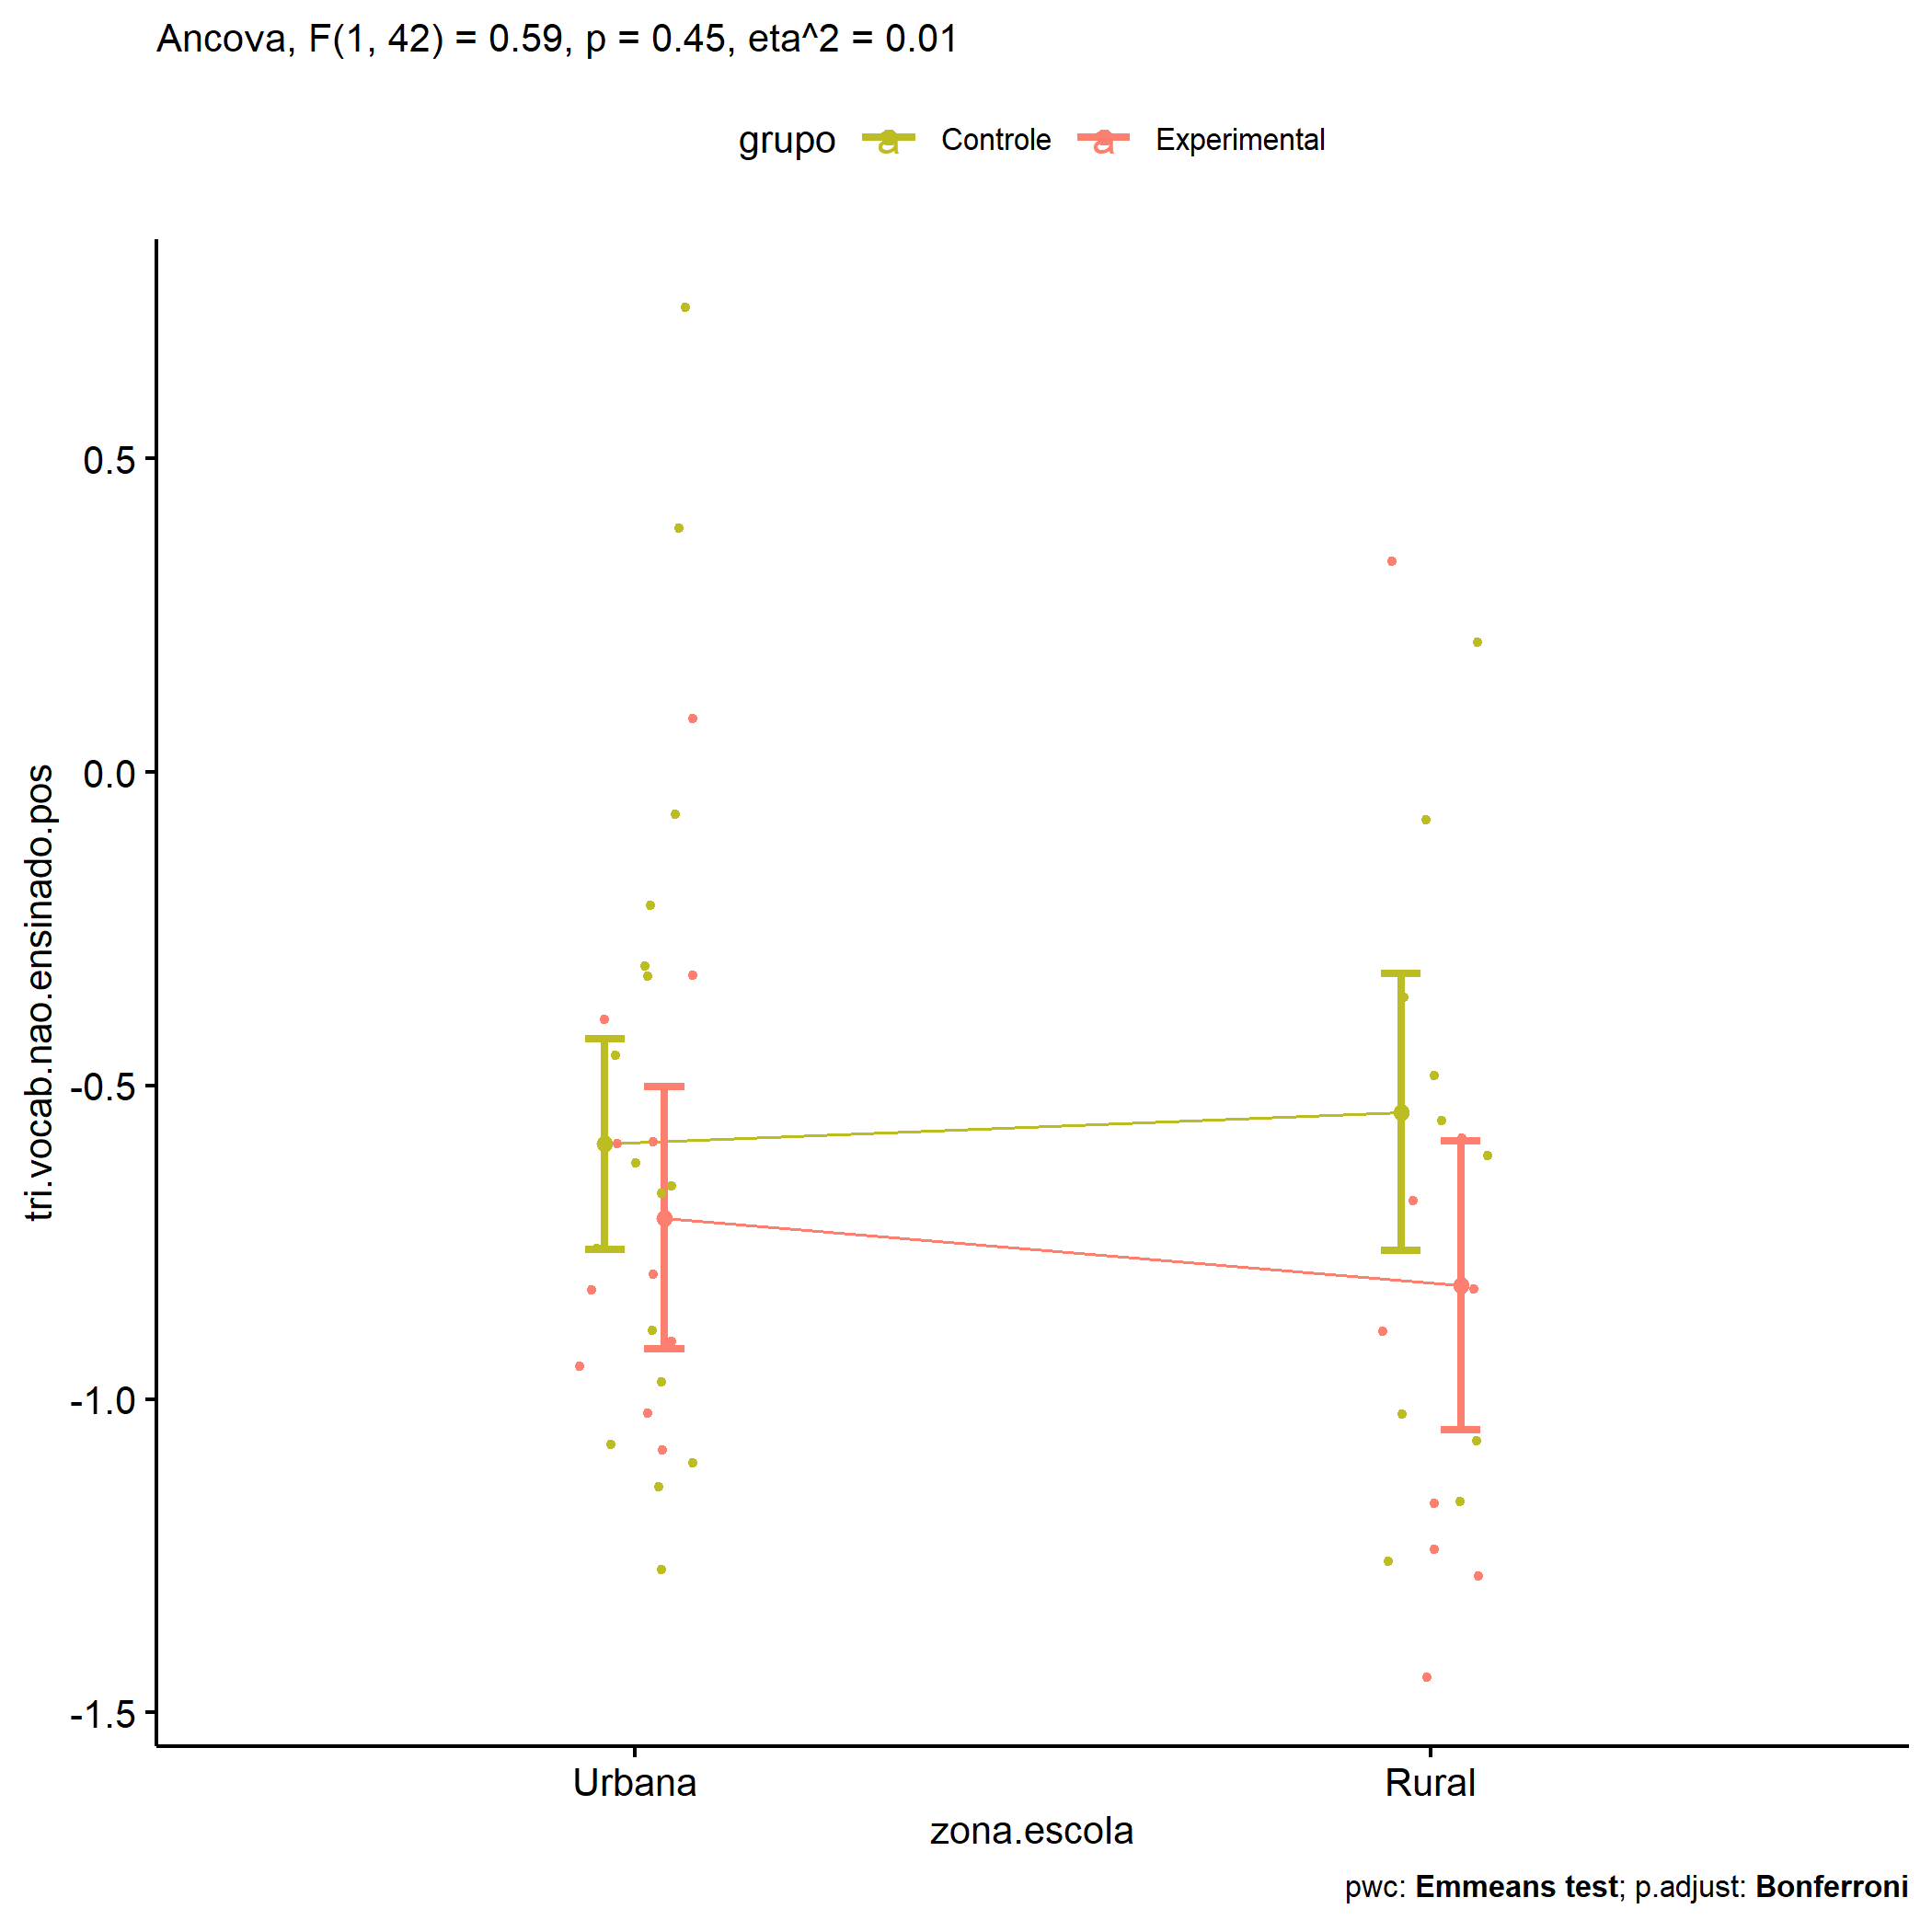 Ancova, F(1, 42) = 0.59, p = 0.45, eta^2 = 0.01
grupo a Controle a Experimental
0.5
0.0
-0.5
-1.0
-1.5
tri.vocab.nao.ensinado.pos
Urbana Rural
zona.escola
pwc: Emmeans test; p.adjust: Bonferroni